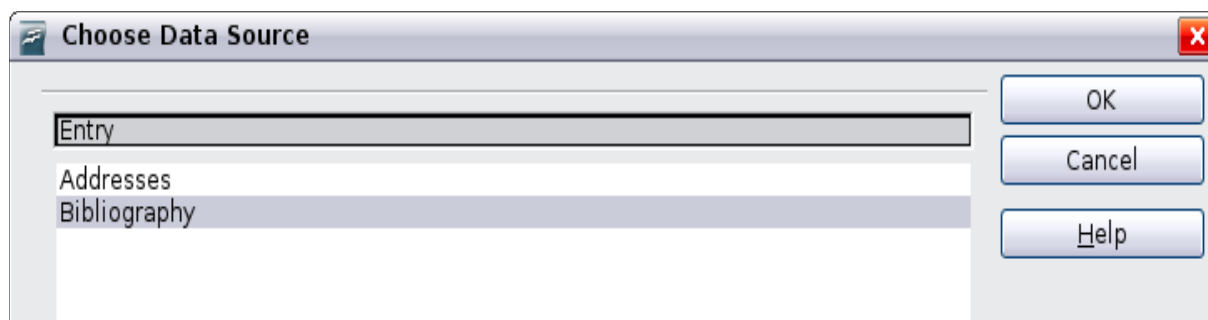 Choose Data Source
OK
Entry
Cancel
Addresses
Bibliography
Help